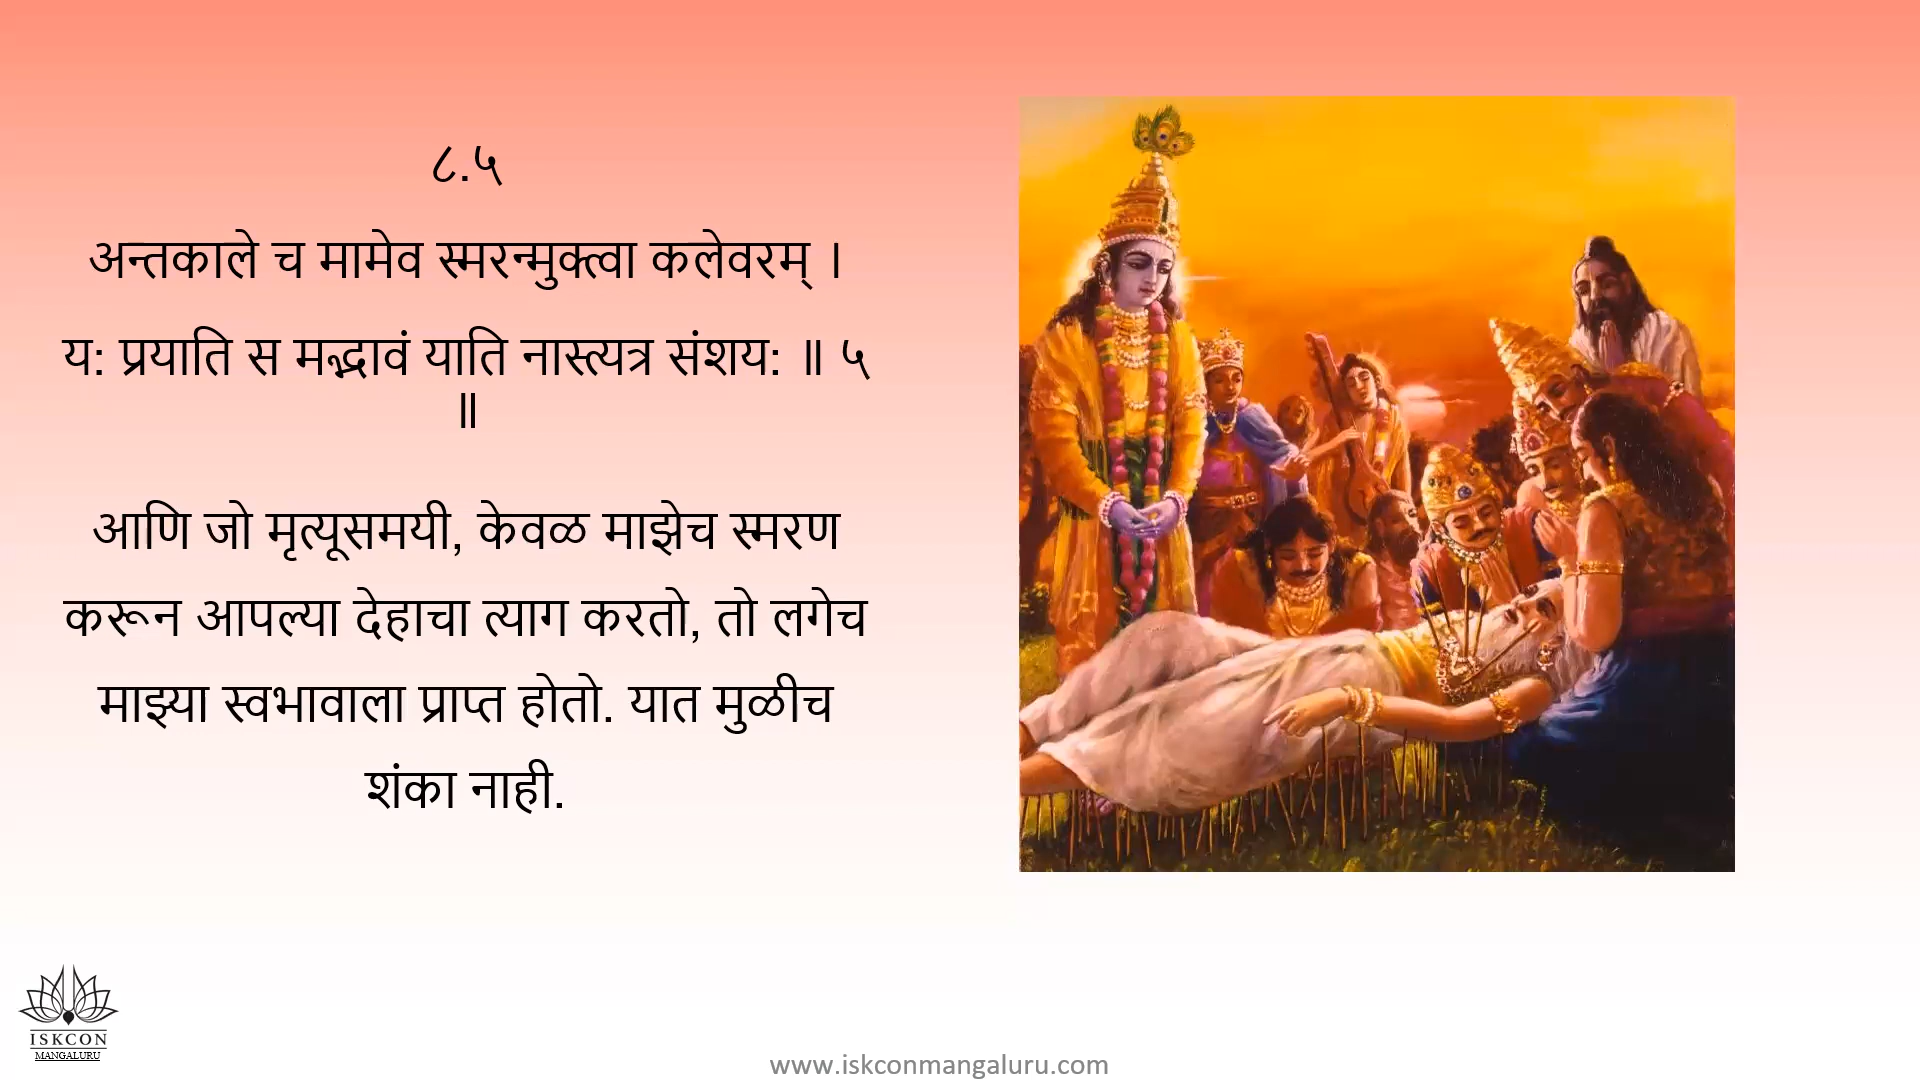 ८.५
अन्तकाले च मामेव स्मरन्मुक्त्वा कलेवरम् ।
य: प्रयाति स मद्भावं याति नास्त्यत्र संशय: ॥ ५
॥
आणि जो मृत्यूसमयी, केवळ माझेच स्मरण
करून आपल्या देहाचा त्याग करतो, तो लगेच
माझ्या स्वभावाला प्राप्त होतो. यात मुळीच
शंका नाही.
ISKCON
MANGALURU
www.iskconmangaluru.com